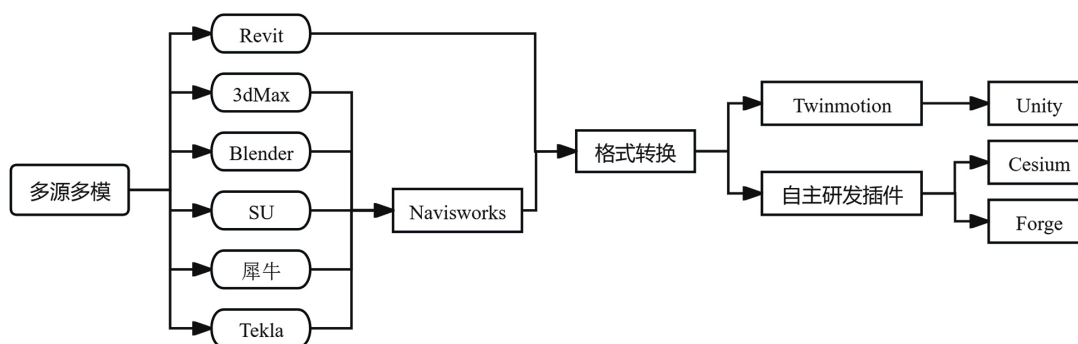 多源多模
Revit
3dMax
Blender
SU
犀牛
Tekla
Navisworks
格式转换
Twinmotion
自主研发插件
Unity
Cesium
Forge